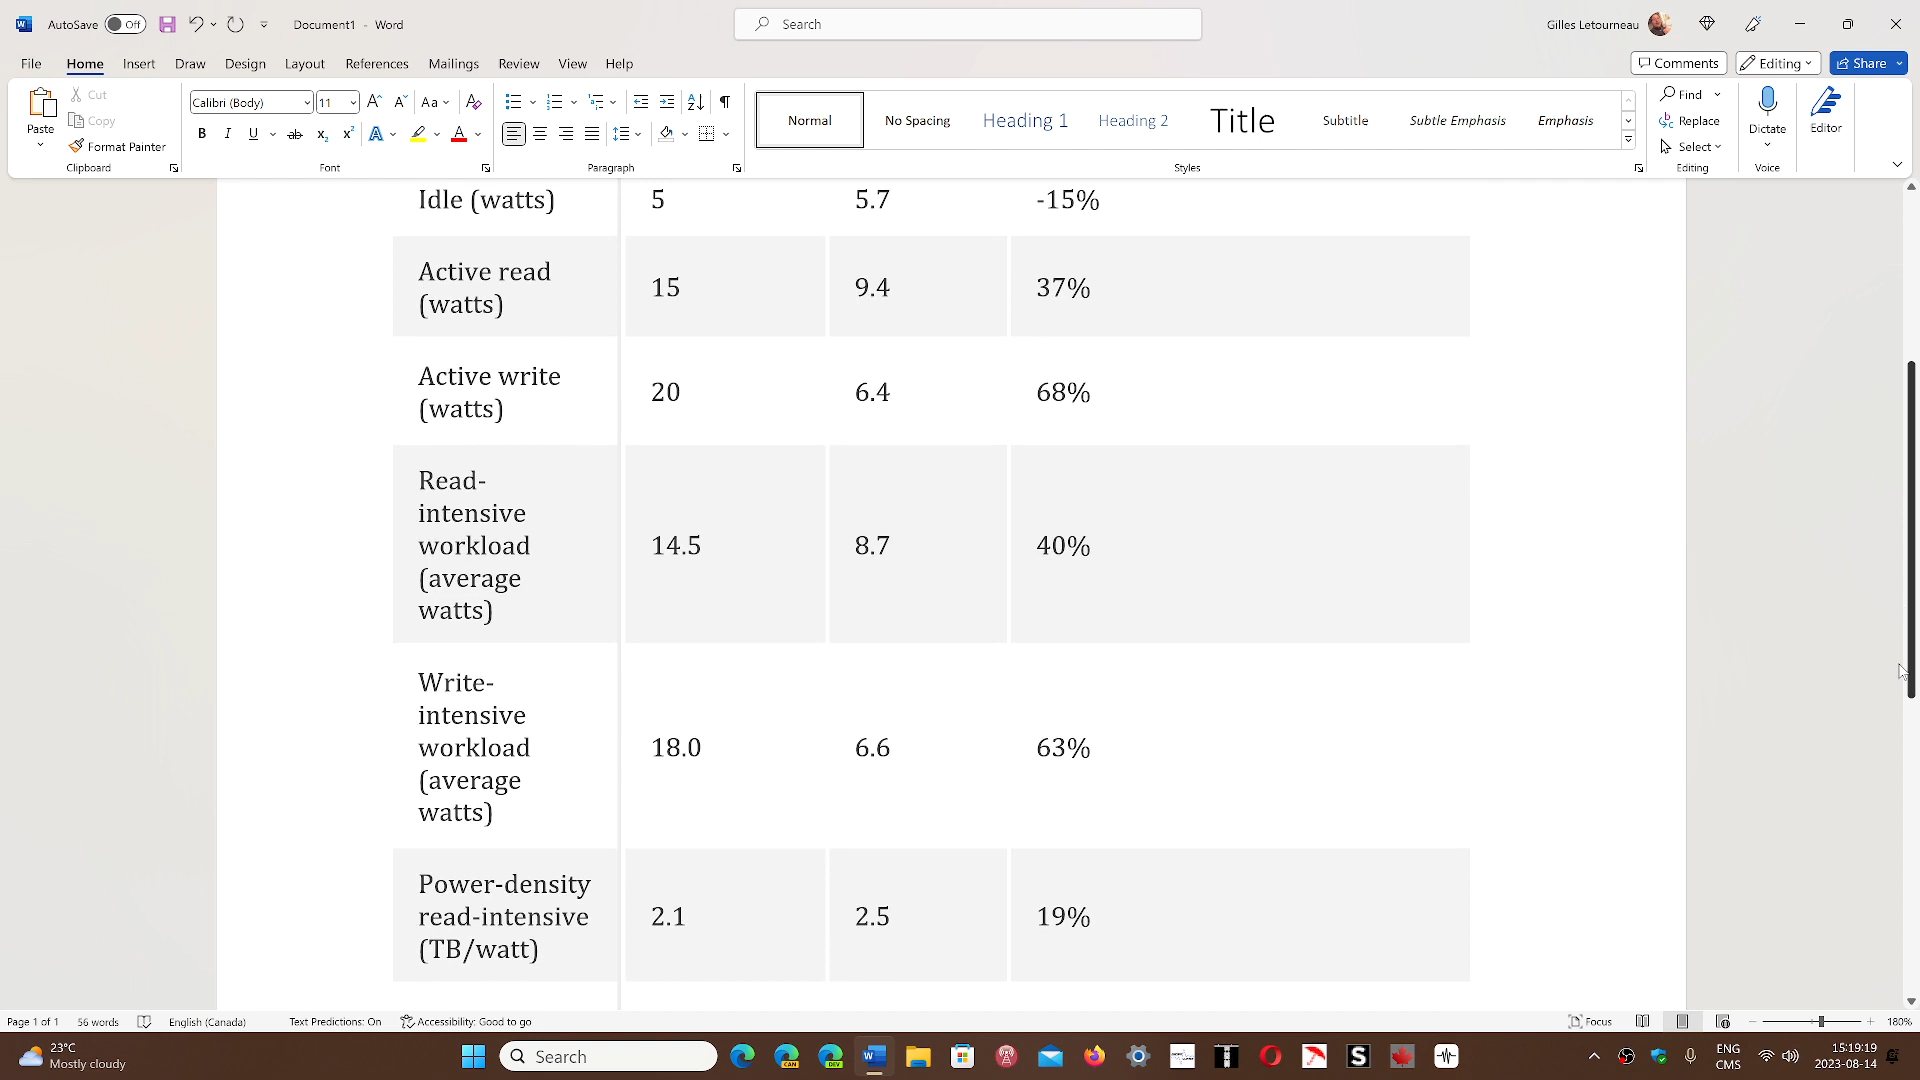 AutoSave Off Document1 - Word Search Gilles Letourneau
File Home Insert Draw Design Layout References Mailings Review View Help Comments Editing Share
Paste Cut Copy Format Painter Clipboard
Calibri (Body) 11 Aa Font
Paragraph
Normal No Spacing Heading 1 Heading 2 Title Subtitle Subtle Emphasis Emphasis Styles
Find Replace Select Editing
Dictate Voice
Editor
Idle (watts) 5 5.7 -15%
Active read
(watts) 15 9.4 37%
Active write
(watts) 20 6.4 68%
Read-
intensive
workload 14.5 8.7 40%
(average
watts)
Write-
intensive
workload 18.0 6.6 63%
(average
watts)
Power-density
read-intensive 2.1 2.5 19%
(TB/watt)
Page 1 of 1 56 words English (Canada) Text Predictions: On Accessibility: Good to go Focus 180%
23°C
Mostly cloudy
Search
CAN DEV
ENG
CMS
15:19:19
2023-08-14